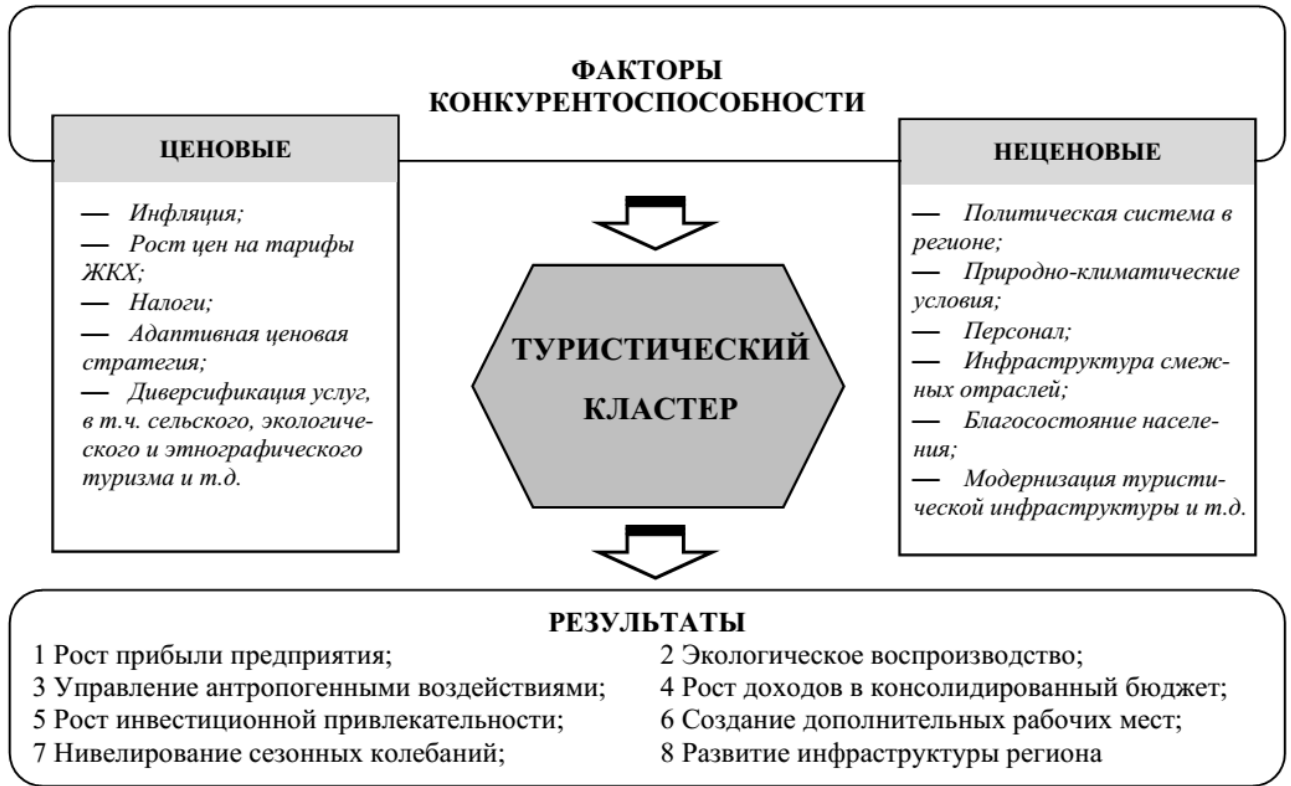 ФАКТОРЫ
КОНКУРЕНТОСПОСОБНОСТИ
ЦЕНОВЫЕ
— Инфляция;
— Рост цен на тарифы
ЖКХ;
— Налоги;
— Адаптивная ценовая
стратегия;
— Диверсификация услуг,
в т.ч. сельского, экологиче-
ского и этнографического
туризма и т.д.
НЕЦЕНОВЫЕ
— Политическая система в
регионе;
— Природно-климатические
условия;
— Персонал;
— Инфраструктура смеж-
ных отраслей;
— Благосостояние населе-
ния;
— Модернизация туристи-
ческой инфраструктуры и т.д.
ТУРИСТИЧЕСКИЙ
КЛАСТЕР
РЕЗУЛЬТАТЫ
1 Рост прибыли предприятия; 2 Экологическое воспроизводство;
3 Управление антропогенными воздействиями; 4 Рост доходов в консолидированный бюджет;
5 Рост инвестиционной привлекательности; 6 Создание дополнительных рабочих мест;
7 Нивелирование сезонных колебаний; 8 Развитие инфраструктуры региона